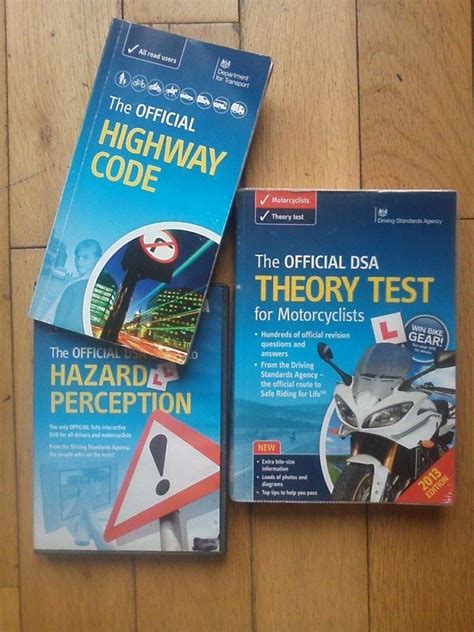 All road users
Department
for Transport
The OFFICIAL
HIGHWAY
CODE
Motorcyclists
Theory test
Driving Standards Agency
The OFFICIAL DSA
THEORY TEST
for Motorcyclists
• Hundreds of official revision
questions and
answers
• From the Driving
Standards Agency –
the official route to
Safe Riding for Life™
L
WIN BIKE
GEAR!
NEW
• Extra bite-size
information
• Loads of photos and
diagrams
• Top tips to help you pass
2013
EDITION
The OFFICIAL DSA
to
HAZARD
PERCEPTION
L
The only OFFICIAL fully interactive
DVD for all drivers and motorcyclists
From the Driving Standards Agency,
the people who set the tests!